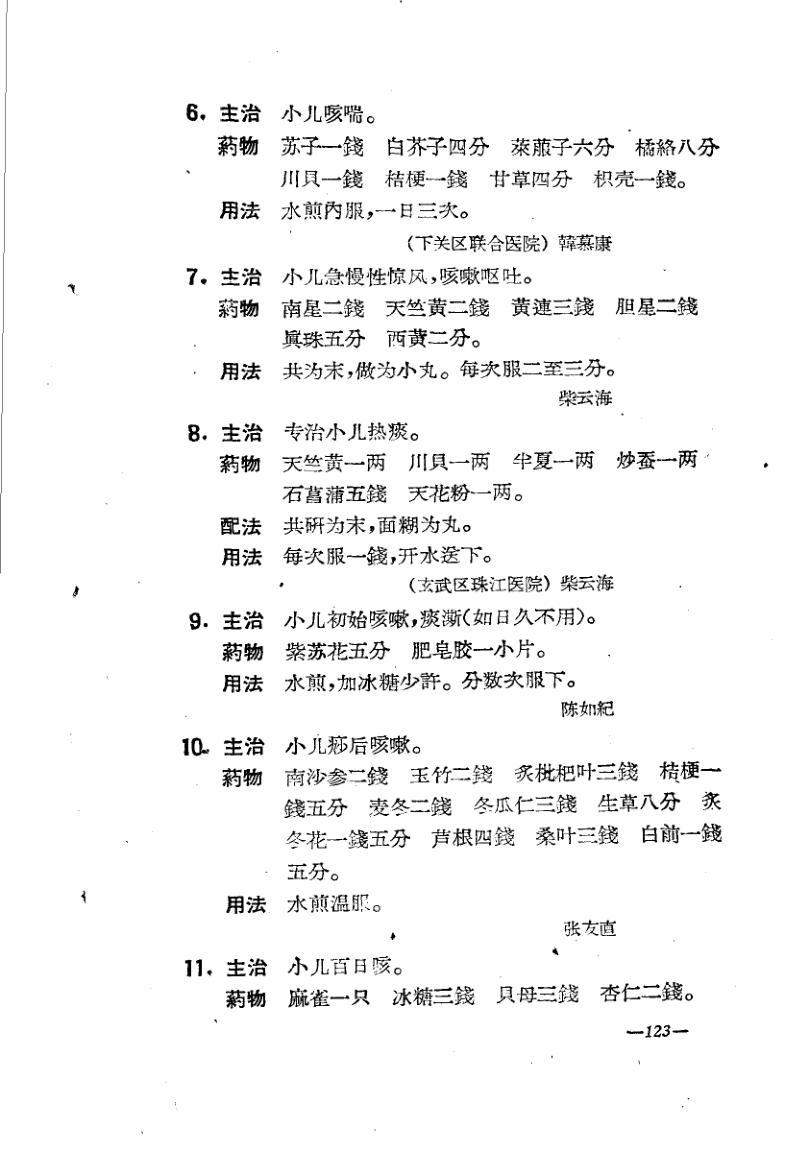 6. 主治 小儿咳喘。
葯物 苏子一錢 白芥子四分 萊菔子六分 橘絡八分
川貝一錢 桔梗一錢 甘草四分 枳壳一錢。
用法 水煎內服,一日三次。
(下关区联合医院) 韓慕康
7. 主治 小儿急慢性惊风,咳嗽呕吐。
葯物 南星二錢 天竺黃二錢 黃連三錢 胆星二錢
眞珠五分 西黃二分。
用法 共为末,做为小丸。每次服二至三分。
柴云海
8. 主治 专治小儿热痰。
葯物 天竺黄一两 川貝一两 半夏一两 炒蚕一两
石菖蒲五錢 天花粉一两。
配法 共研为末,面糊为丸。
用法 每次服一錢,开水送下。
(玄武区珠江医院) 柴云海
9. 主治 小儿初始咳嗽,痰澌(如日久不用)。
葯物 紫苏花五分 肥皂胶一小片。
用法 水煎,加冰糖少許。分数次服下。
陈如紀
10. 主治 小儿痧后咳嗽。
葯物 南沙参二錢 玉竹二錢 炙枇杷叶三錢 桔梗一
錢五分 麦冬二錢 冬瓜仁三錢 生草八分 炙
冬花一錢五分 芦根四錢 桑叶三錢 白前一錢
五分。
用法 水煎温服。
张友直
11. 主治 小儿百日咳。
葯物 麻雀一只 冰糖三錢 貝母三錢 杏仁二錢。
—123—